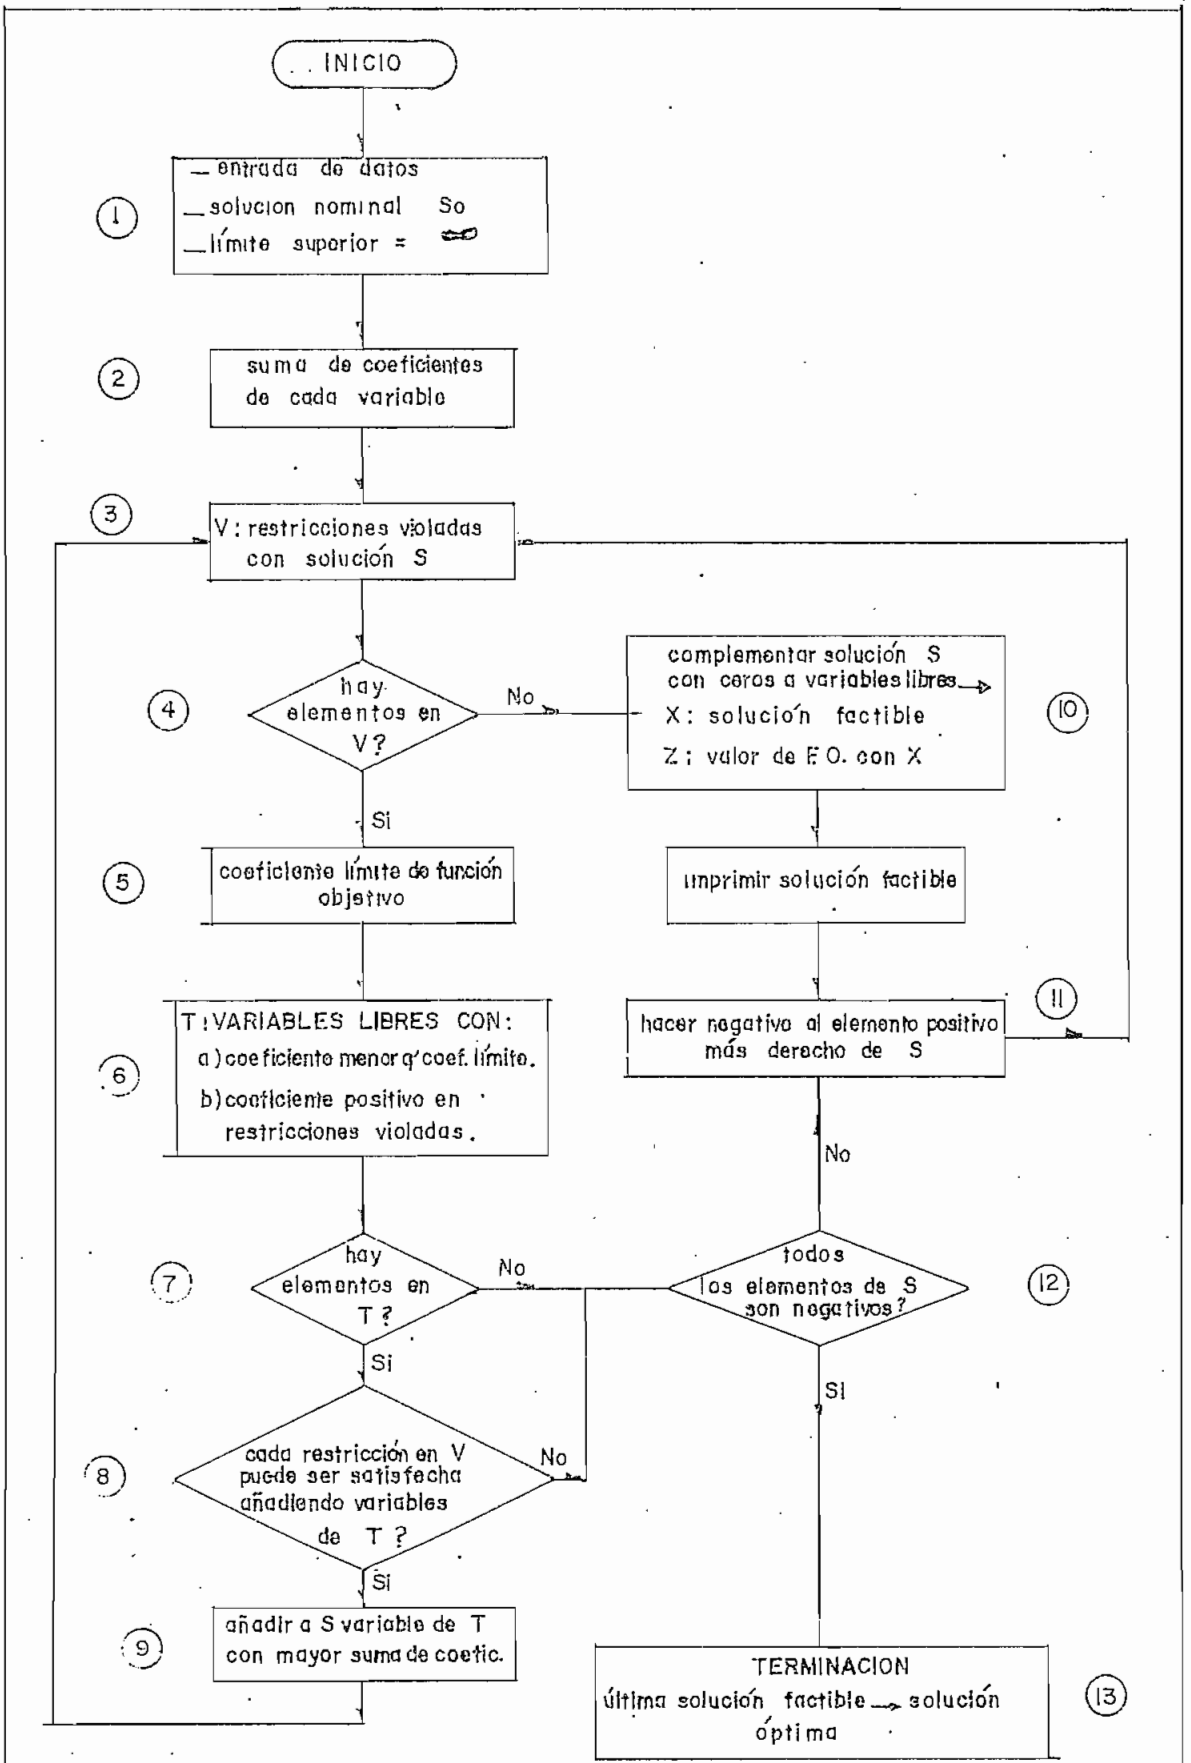 INICIO
1
— entrada de datos
— solucion nominal So
— límite superior = ∞
2
suma de coeficientes
de cada variable
3
V: restricciones violadas
con solución S
4
hay
elementos en
V?
No
Si
complementar solución S
con ceros a variables libres →
X: solución factible
Z: valor de F.O. con X
10
5
coeficiente límite de función
objetivo
imprimir solución factible
6
T: VARIABLES LIBRES CON:
a) coeficiente menor q' coef. límite.
b) coeficiente positivo en
restricciones violadas.
hacer negativo al elemento positivo
más derecho de S
11
No
7
hay
elementos en
T?
No
Si
todos
los elementos de S
son negativos?
12
Si
8
cada restricción en V
puede ser satisfecha
añadiendo variables
de T?
No
Si
9
añadir a S variable de T
con mayor suma de coefic.
TERMINACION
última solución factible → solución
óptima
13